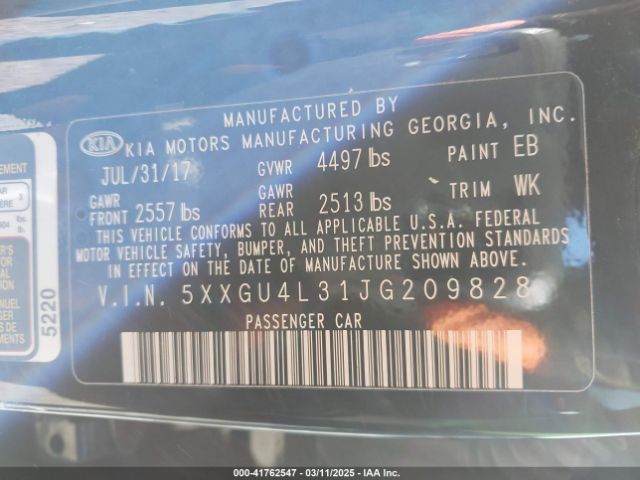 MANUFACTURED BY
KIA KIA MOTORS MANUFACTURING GEORGIA, INC.
JUL/31/17 GVWR 4497 lbs PAINT EB
GAWR FRONT 2557 lbs GAWR REAR 2513 lbs TRIM WK
THIS VEHICLE CONFORMS TO ALL APPLICABLE U.S.A. FEDERAL
MOTOR VEHICLE SAFETY, BUMPER, AND THEFT PREVENTION STANDARDS
IN EFFECT ON THE DATE OF MANUFACTURE SHOWN ABOVE.
V.I.N. 5XXGU4L31JG209828
PASSENGER CAR
5220
000-41762547 - 03/11/2025 - IAA Inc.